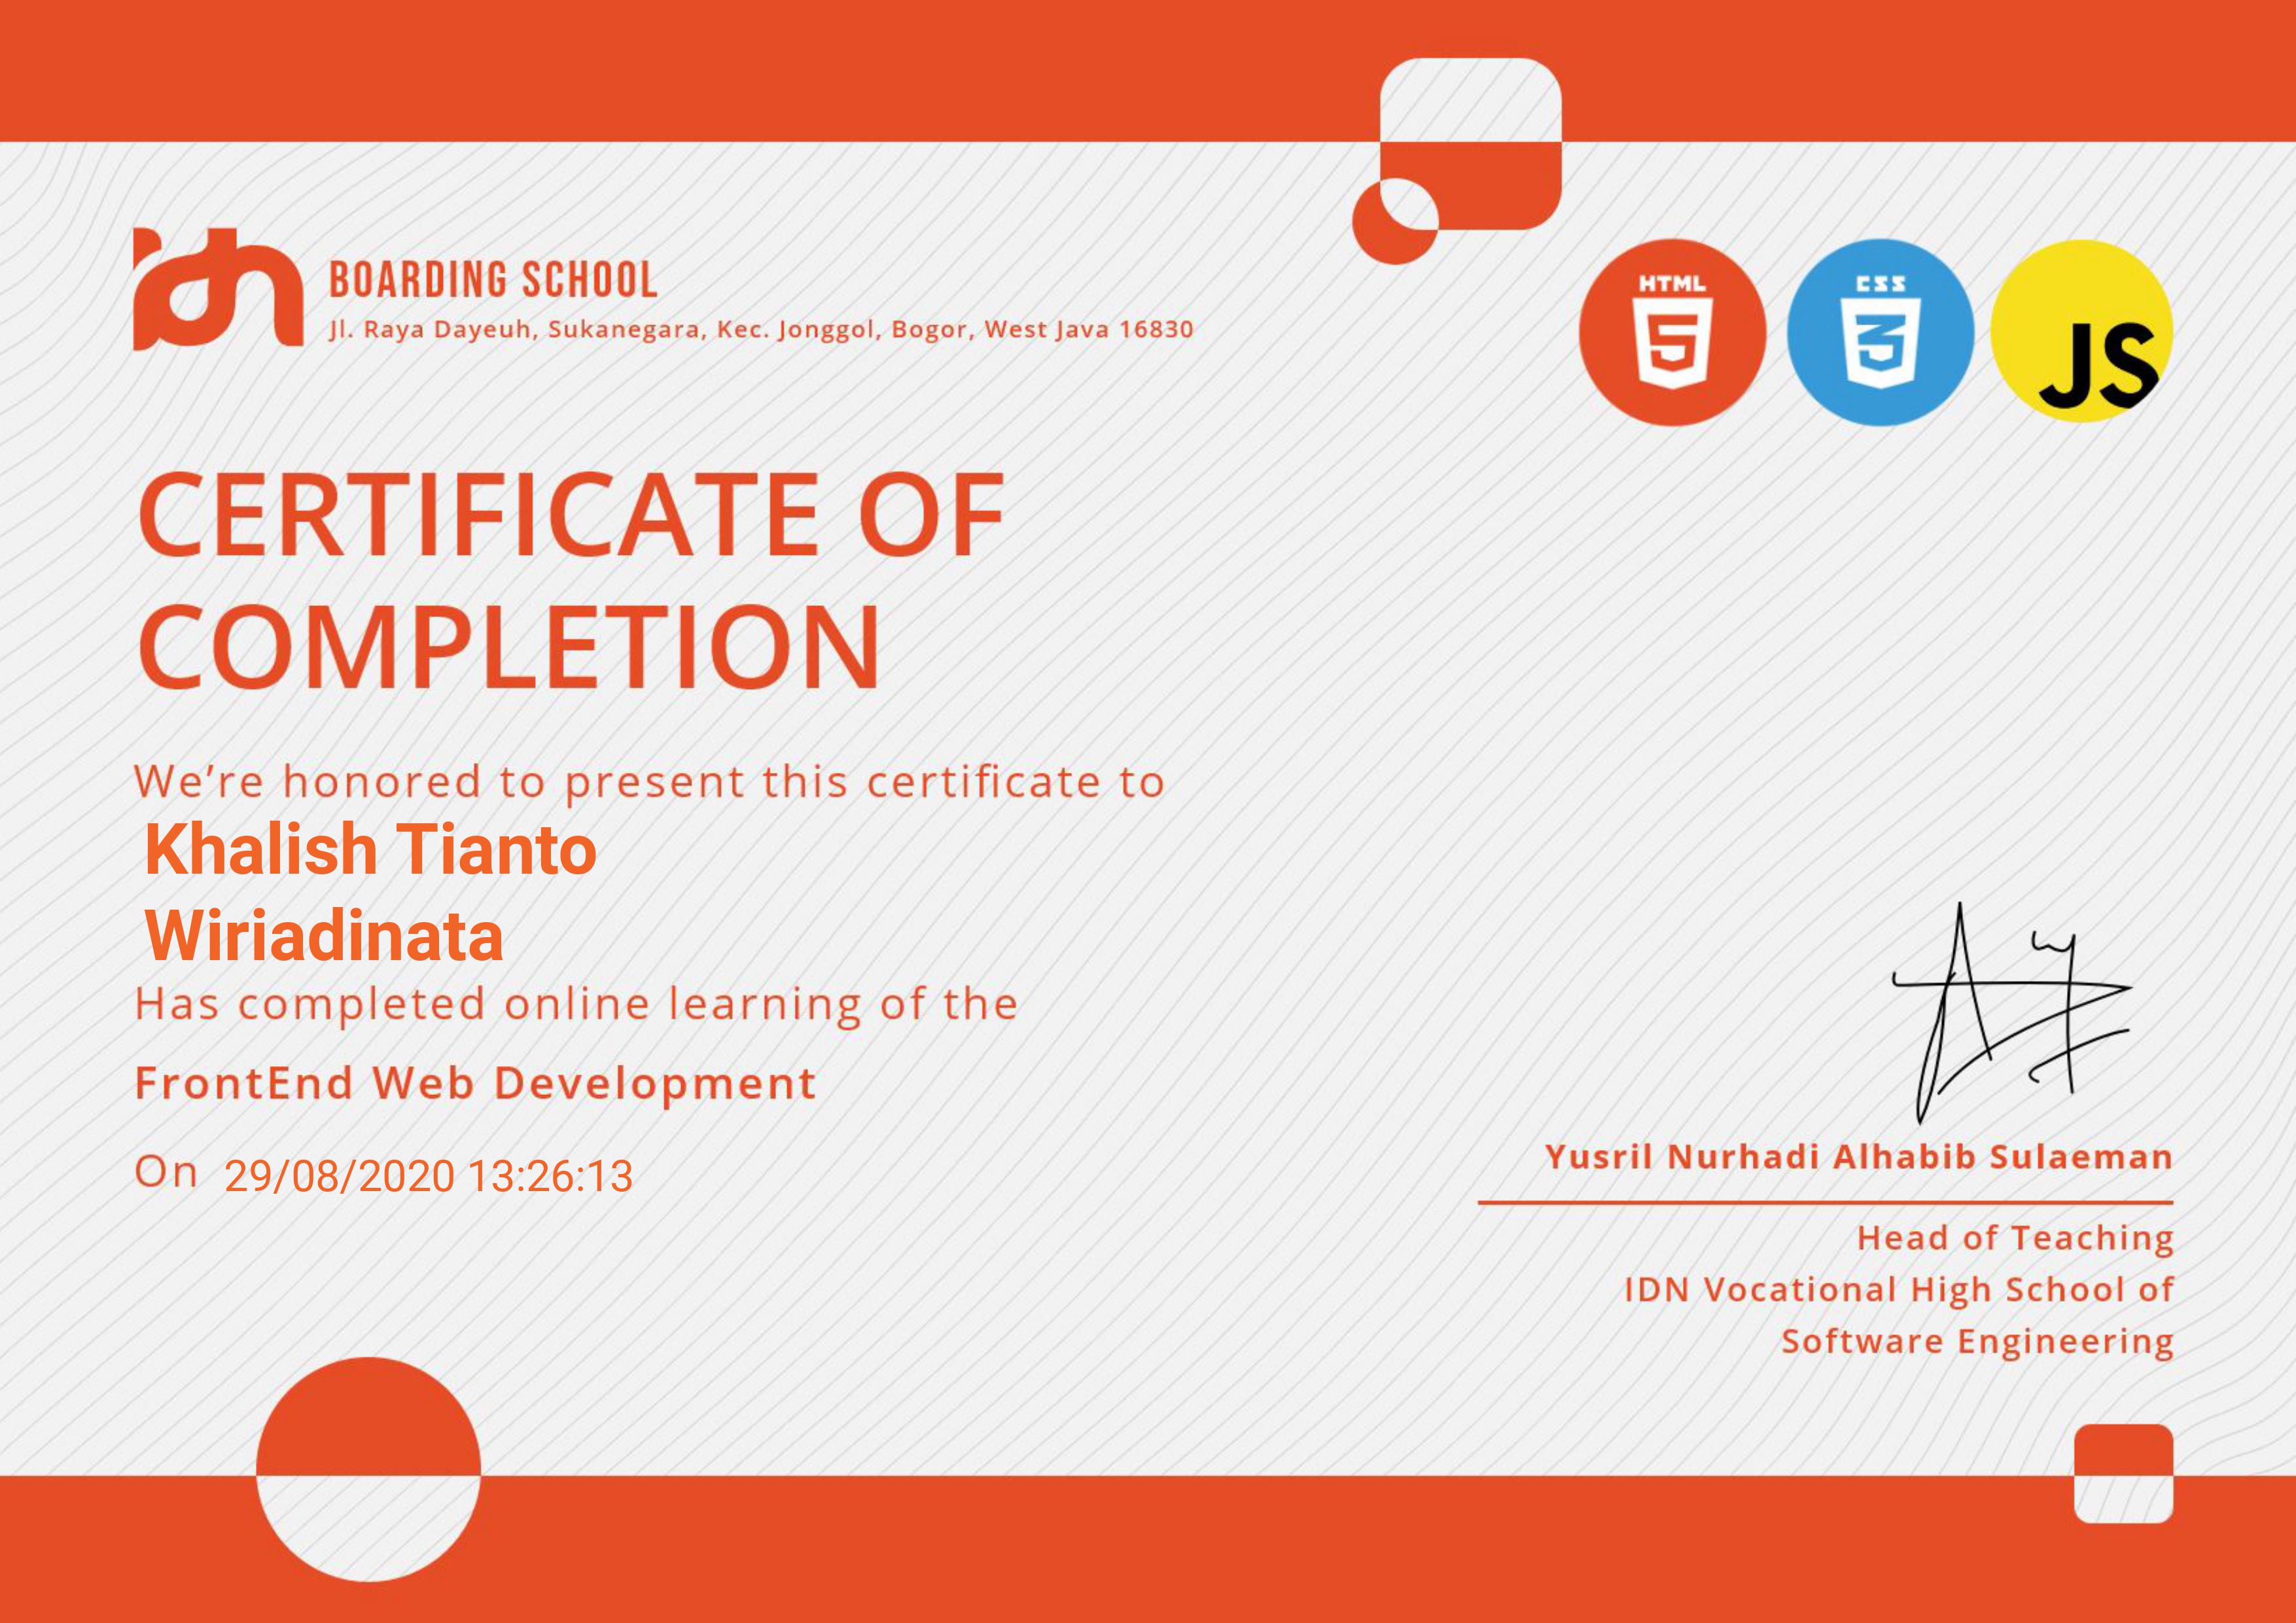 idn
BOARDING SCHOOL
Jl. Raya Dayeuh, Sukanegara, Kec. Jonggol, Bogor, West Java 16830
HTML
5
CSS
3
JS
CERTIFICATE OF
COMPLETION
We’re honored to present this certificate to
Khalish Tianto
Wiriadinata
Has completed online learning of the
FrontEnd Web Development
On 29/08/2020 13:26:13
Yusril Nurhadi Alhabib Sulaeman
Head of Teaching
IDN Vocational High School of
Software Engineering